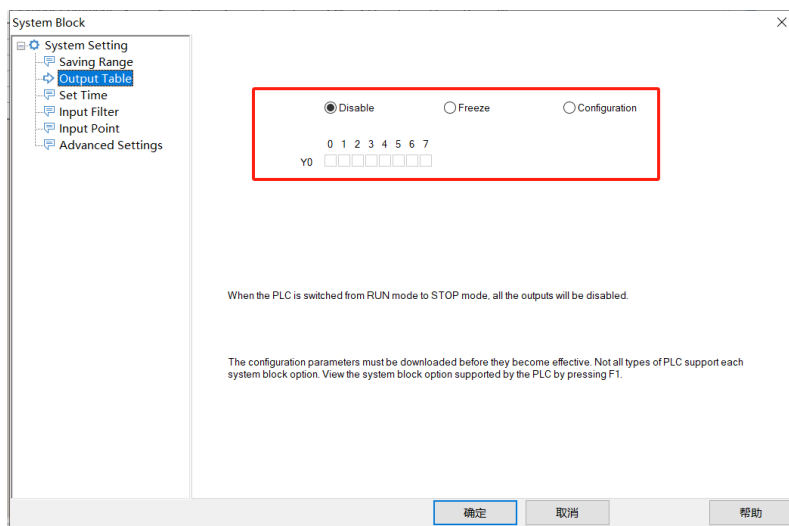 System Block
System Setting
Saving Range
Output Table
Set Time
Input Filter
Input Point
Advanced Settings
Disable Freeze Configuration
0 1 2 3 4 5 6 7
Y0
When the PLC is switched from RUN mode to STOP mode, all the outputs will be disabled.
The configuration parameters must be downloaded before they become effective. Not all types of PLC support each
system block option. View the system block option supported by the PLC by pressing F1.
确定 取消 帮助